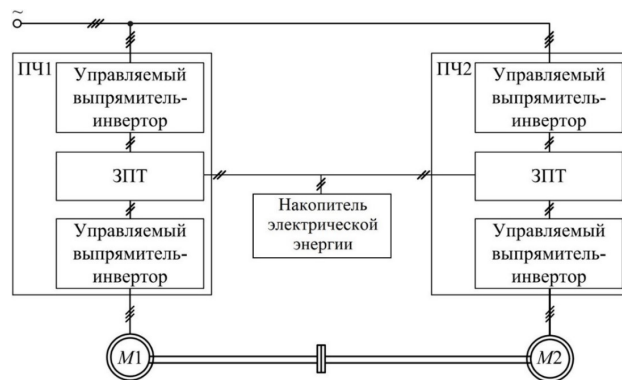 ~
ПЧ1
Управляемый
выпрямитель-
инвертор
ЗПТ
Управляемый
выпрямитель-
инвертор
Накопитель
электрической
энергии
ПЧ2
Управляемый
выпрямитель-
инвертор
ЗПТ
Управляемый
выпрямитель-
инвертор
М1
М2